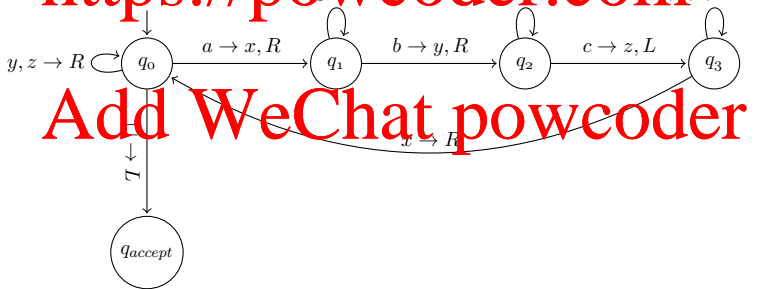 https://powcoder.com
y, z → R
q₀
a → x, R
q₁
b → y, R
q₂
c → z, L
q₃
Add WeChat powcoder
x → R
→ L
q_accept